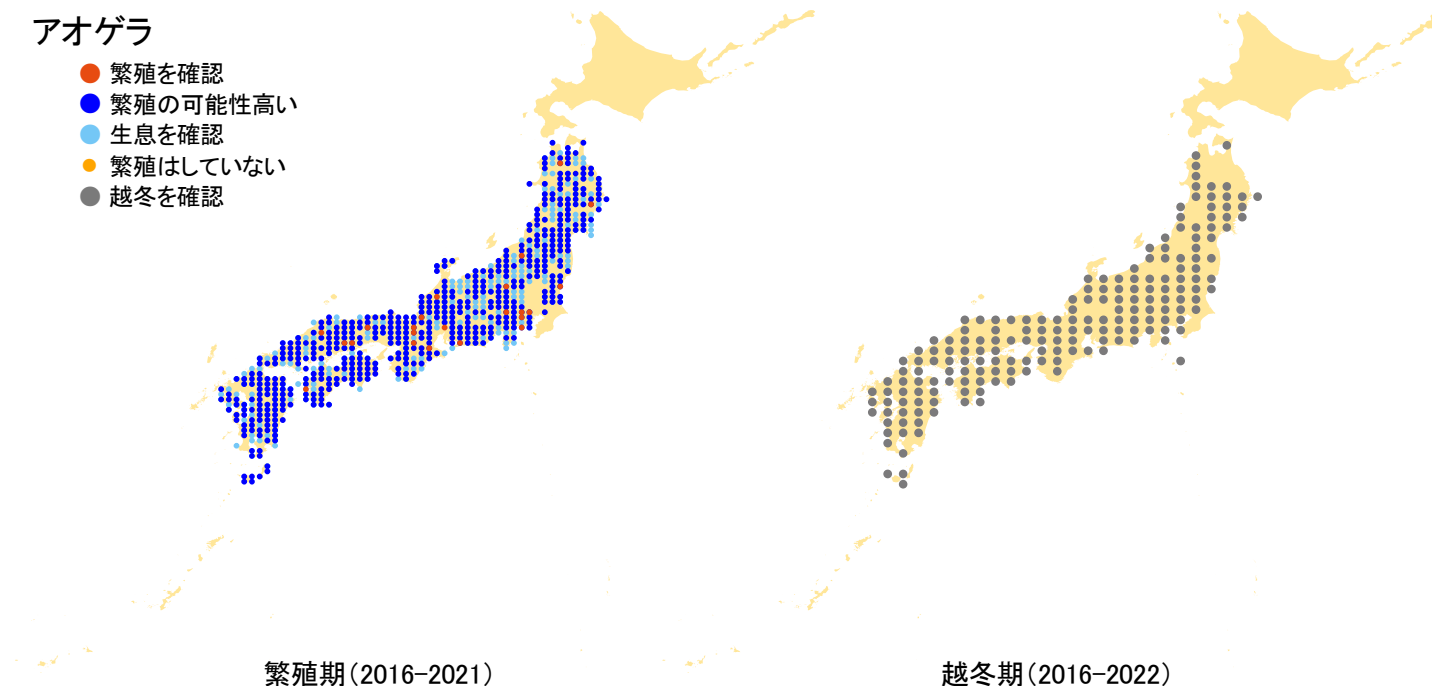 アオゲラ
繁殖を確認
繁殖の可能性高い
生息を確認
繁殖はしていない
越冬を確認
繁殖期（2016-2021）
越冬期（2016-2022）